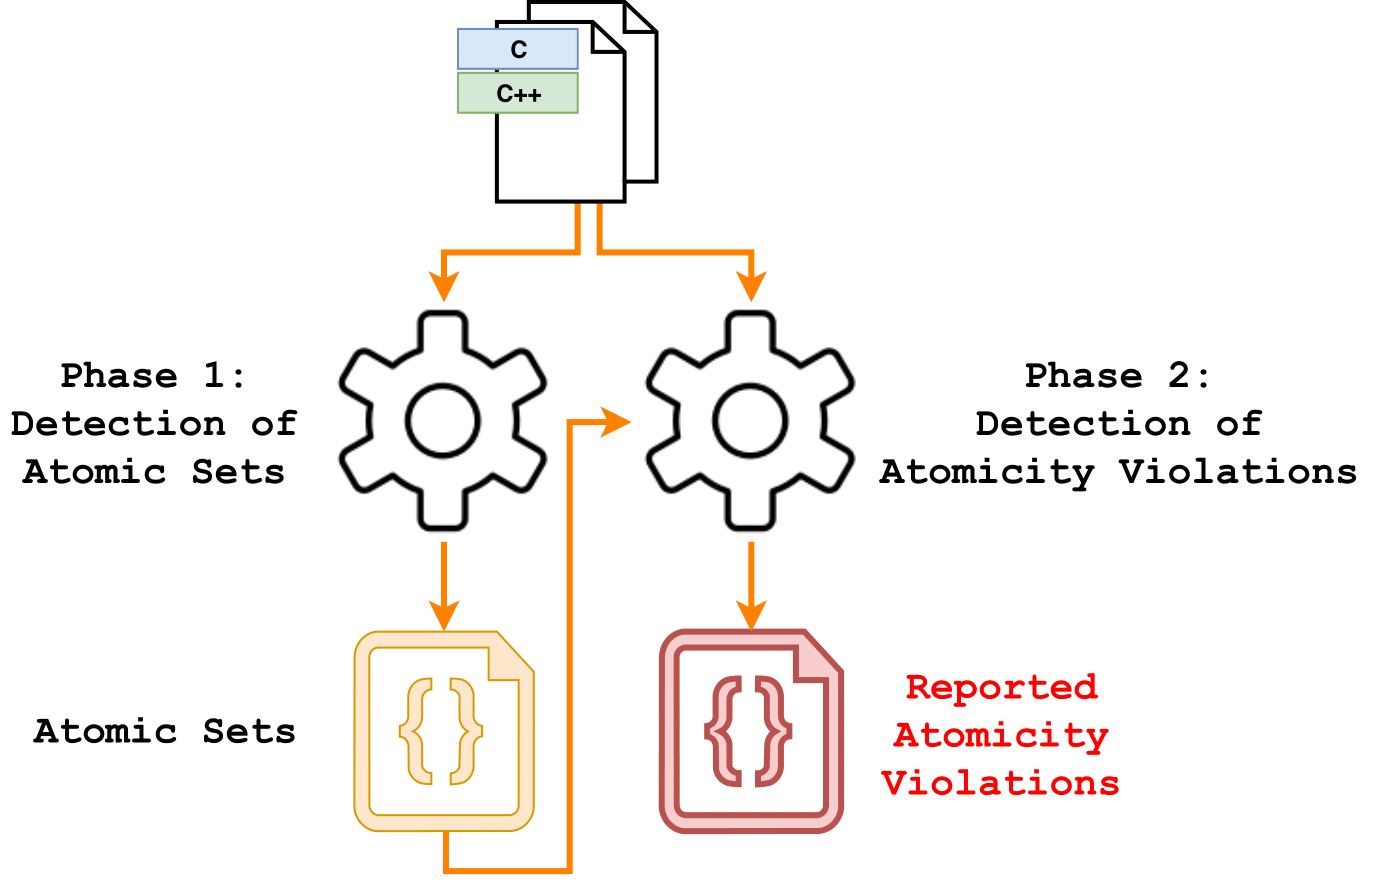 C
C++
Phase 1:
Detection of
Atomic Sets
Phase 2:
Detection of
Atomicity Violations
{}
{}
Atomic Sets
Reported
Atomicity
Violations